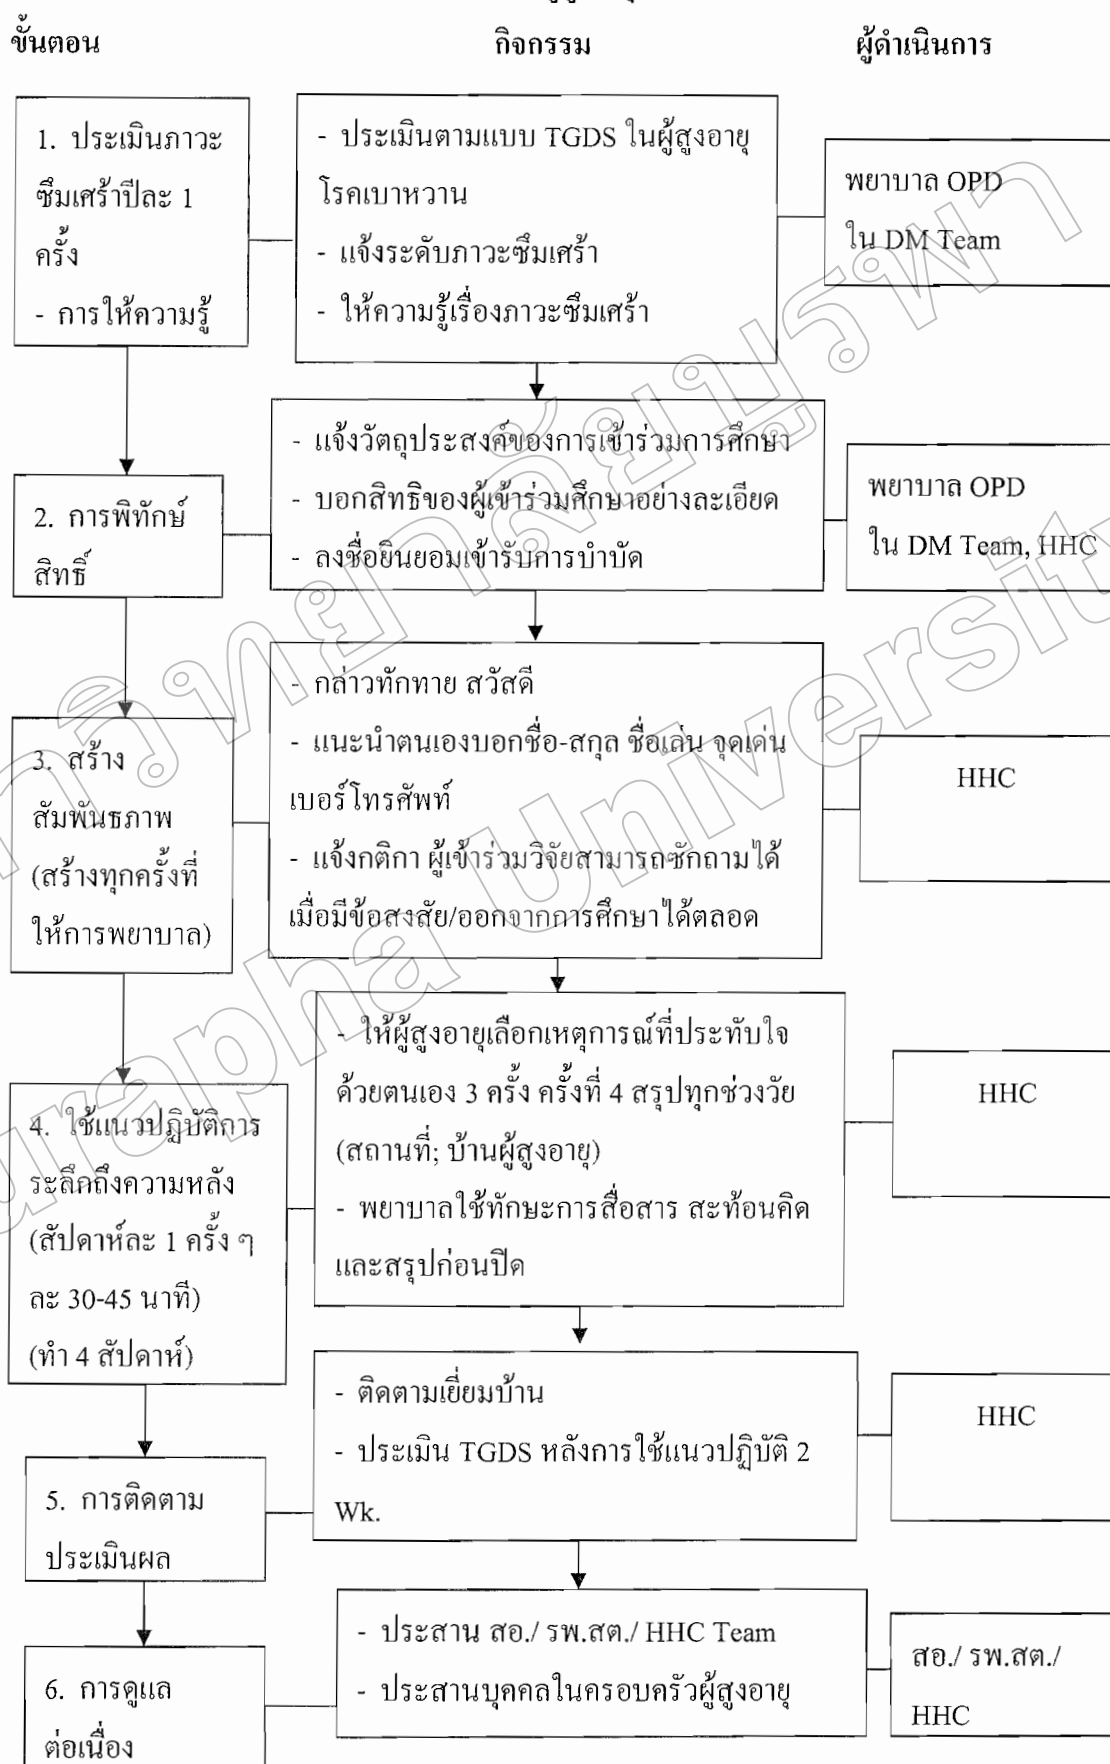 ขั้นตอน
กิจกรรม
ผู้ดำเนินการ
1. ประเมินภาวะ
ซึมเศร้าปีละ 1
ครั้ง
- การให้ความรู้
- ประเมินตามแบบ TGDS ในผู้สูงอายุ
โรคเบาหวาน
- แจ้งระดับภาวะซึมเศร้า
- ให้ความรู้เรื่องภาวะซึมเศร้า
พยาบาล OPD
ใน DM Team
2. การพิทักษ์
สิทธิ์
- แจ้งวัตถุประสงค์ของการเข้าร่วมการศึกษา
- บอกสิทธิของผู้เข้าร่วมศึกษาอย่างละเอียด
- ลงชื่อยินยอมเข้ารับการบำบัด
พยาบาล OPD
ใน DM Team, HHC
3. สร้าง
สัมพันธภาพ
(สร้างทุกครั้งที่
ให้การพยาบาล)
- กล่าวทักทาย สวัสดี
- แนะนำตนเองบอกชื่อ-สกุล ชื่อเล่น จุดเด่น
เบอร์โทรศัพท์
- แจ้งกติกา ผู้เข้าร่วมวิจัยสามารถซักถามได้
เมื่อมีข้อสงสัย/ออกจากการศึกษาได้ตลอด
HHC
4. ใช้แนวปฏิบัติการ
ระลึกถึงความหลัง
(สัปดาห์ละ 1 ครั้ง ๆ
ละ 30-45 นาที)
(ทำ 4 สัปดาห์)
- ให้ผู้สูงอายุเลือกเหตุการณ์ที่ประทับใจ
ด้วยตนเอง 3 ครั้ง ครั้งที่ 4 สรุปทุกช่วงวัย
(สถานที่; บ้านผู้สูงอายุ)
- พยาบาลใช้ทักษะการสื่อสาร สะท้อนคิด
และสรุปก่อนปิด
HHC
5. การติดตาม
ประเมินผล
- ติดตามเยี่ยมบ้าน
- ประเมิน TGDS หลังการใช้แนวปฏิบัติ 2
Wk.
HHC
6. การดูแล
ต่อเนื่อง
- ประสาน สอ./ รพ.สต./ HHC Team
- ประสานบุคคลในครอบครัวผู้สูงอายุ
สอ./ รพ.สต./
HHC
Burapha University